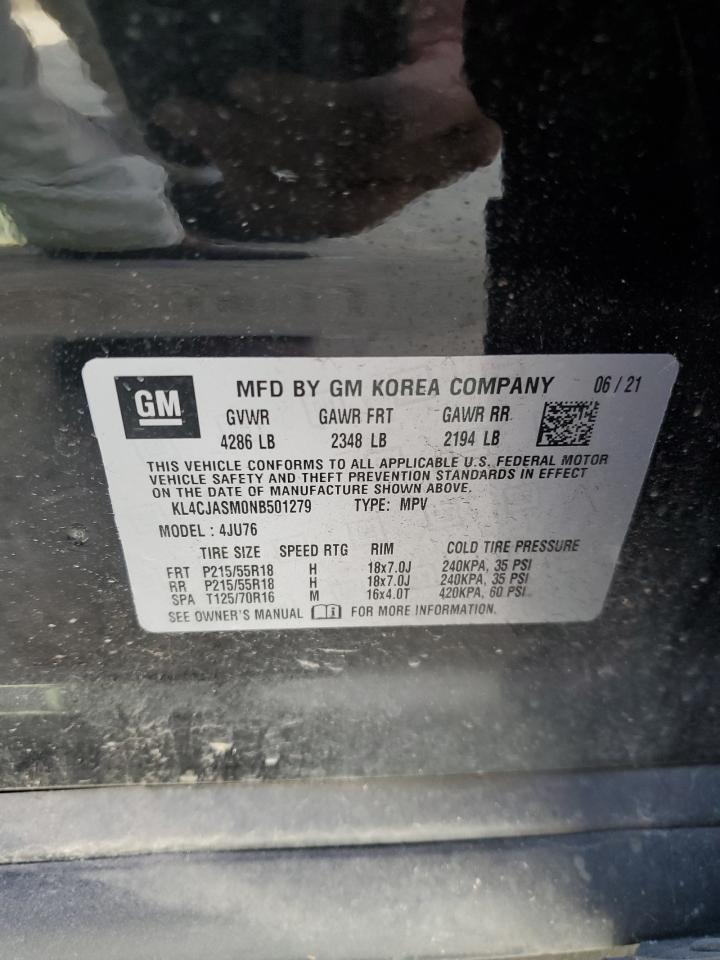 GM MFD BY GM KOREA COMPANY 06 / 21
GVWR GAWR FRT GAWR RR
4286 LB 2348 LB 2194 LB
THIS VEHICLE CONFORMS TO ALL APPLICABLE U.S. FEDERAL MOTOR
VEHICLE SAFETY AND THEFT PREVENTION STANDARDS IN EFFECT
ON THE DATE OF MANUFACTURE SHOWN ABOVE.
KL4CJASM0NB501279 TYPE: MPV
MODEL : 4JU76
TIRE SIZE SPEED RTG RIM COLD TIRE PRESSURE
FRT P215/55R18 H 18x7.0J 240KPA, 35 PSI
RR P215/55R18 H 18x7.0J 240KPA, 35 PSI
SPA T125/70R16 M 16x4.0T 420KPA, 60 PSI
SEE OWNER'S MANUAL FOR MORE INFORMATION.